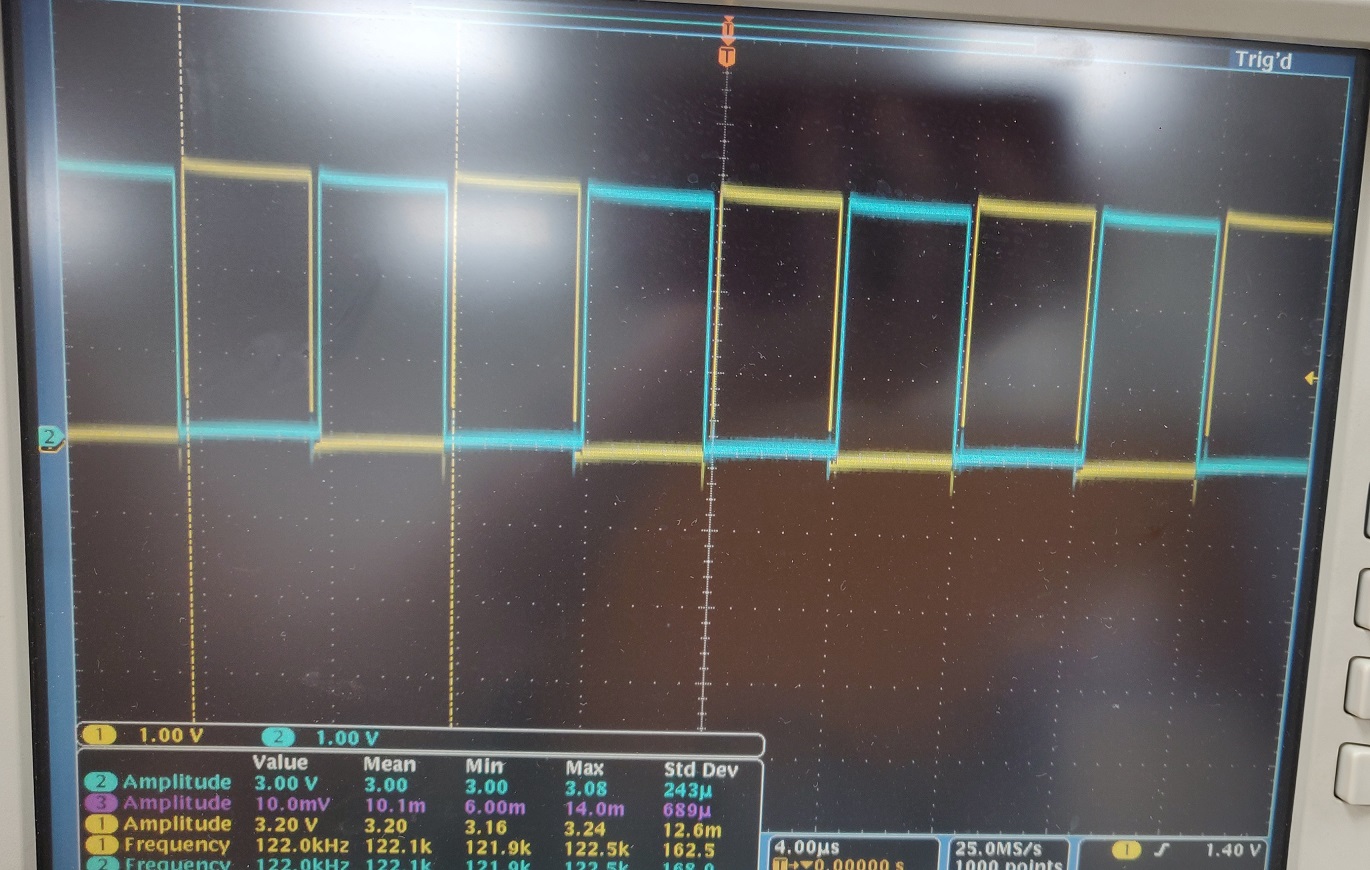 T
T
Trig'd
2
1 1.00 V 2 1.00 V
Value Mean Min Max Std Dev
2 Amplitude 3.00 V 3.00 3.00 3.08 243µ
3 Amplitude 10.0mV 10.1m 6.00m 14.0m 689µ
1 Amplitude 3.20 V 3.20 3.16 3.24 12.6m
1 Frequency 122.0kHz 122.1k 121.9k 122.5k 162.5
2 Frequency 122.0kHz 122.1k 121.9k 122.5k
4.00µs 25.0MS/s 1 1.40 V
T 0.00000 s 1000 points